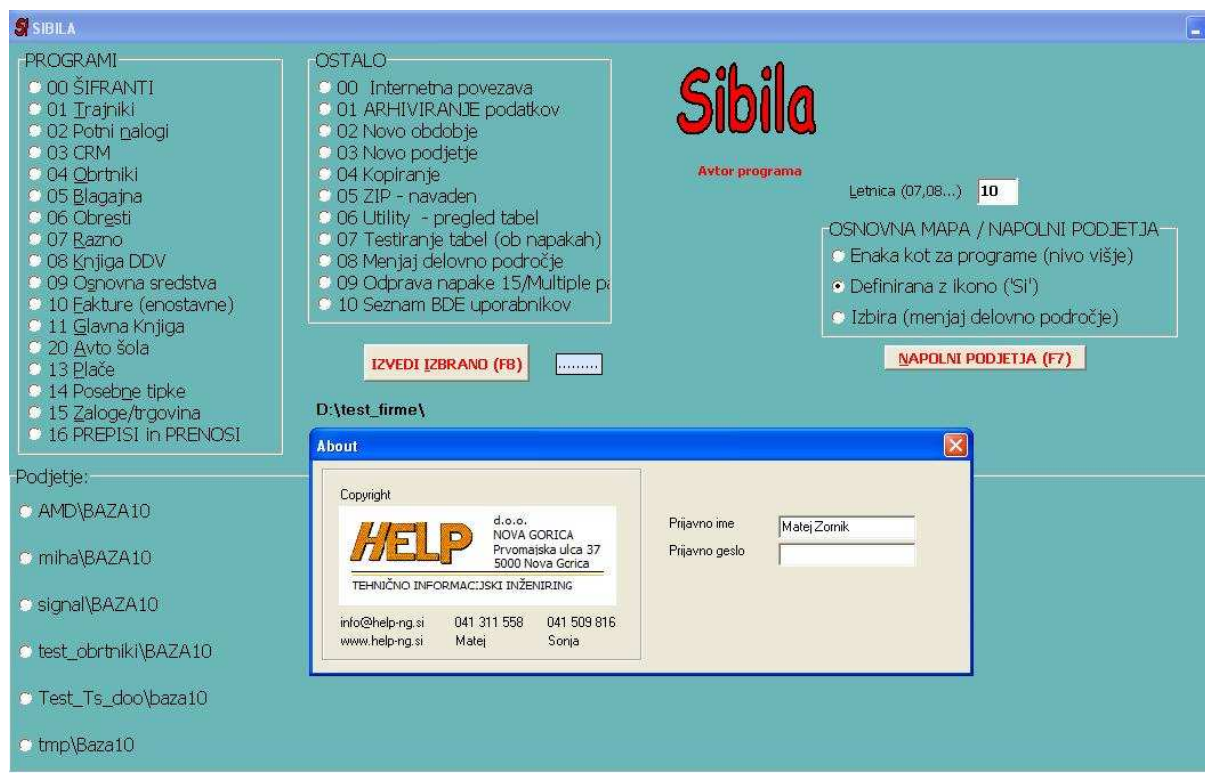 SIBILA
PROGRAMI
00 ŠIFRANTI
01 Trajniki
02 Potni nalogi
03 CRM
04 Obrtniki
05 Blagajna
06 Obresti
07 Razno
08 Knjiga DDV
09 Osnovna sredstva
10 Fakture (enostavne)
11 Glavna Knjiga
20 Avto šola
13 Plače
14 Posebne tipke
15 Zaloge/trgovina
16 PREPISI in PRENOSI
OSTALO
00 Internetna povezava
01 ARHIVIRANJE podatkov
02 Novo obdobje
03 Novo podjetje
04 Kopiranje
05 ZIP - navaden
06 Utility - pregled tabel
07 Testiranje tabel (ob napakah)
08 Menjaj delovno področje
09 Odprava napake 15/Multiple pa
10 Seznam BDE uporabnikov
IZVEDI IZBRANO (F8)
.........
D:\test_firme\
Sibila
Avtor programa
Letnica (07,08...) 10
OSNOVNA MAPA / NAPOLNI PODJETJA
Enaka kot za programe (nivo višje)
Definirana z ikono ('Si')
Izbira (menjaj delovno področje)
NAPOLNI PODJETJA (F7)
Podjetje:
AMD\BAZA10
miha\BAZA10
signal\BAZA10
test_obrtniki\BAZA10
Test_Ts_doo\baza10
tmp\Baza10
About
Copyright
HELP
d.o.o.
NOVA GORICA
Prvomajska ulca 37
5000 Nova Gorica
TEHNIČNO INFORMACIJSKI INŽENIRING
info@help-ng.si 041 311 558 041 509 816
www.help-ng.si Matej Sonja
Prijavno ime Matej Zornik
Prijavno geslo